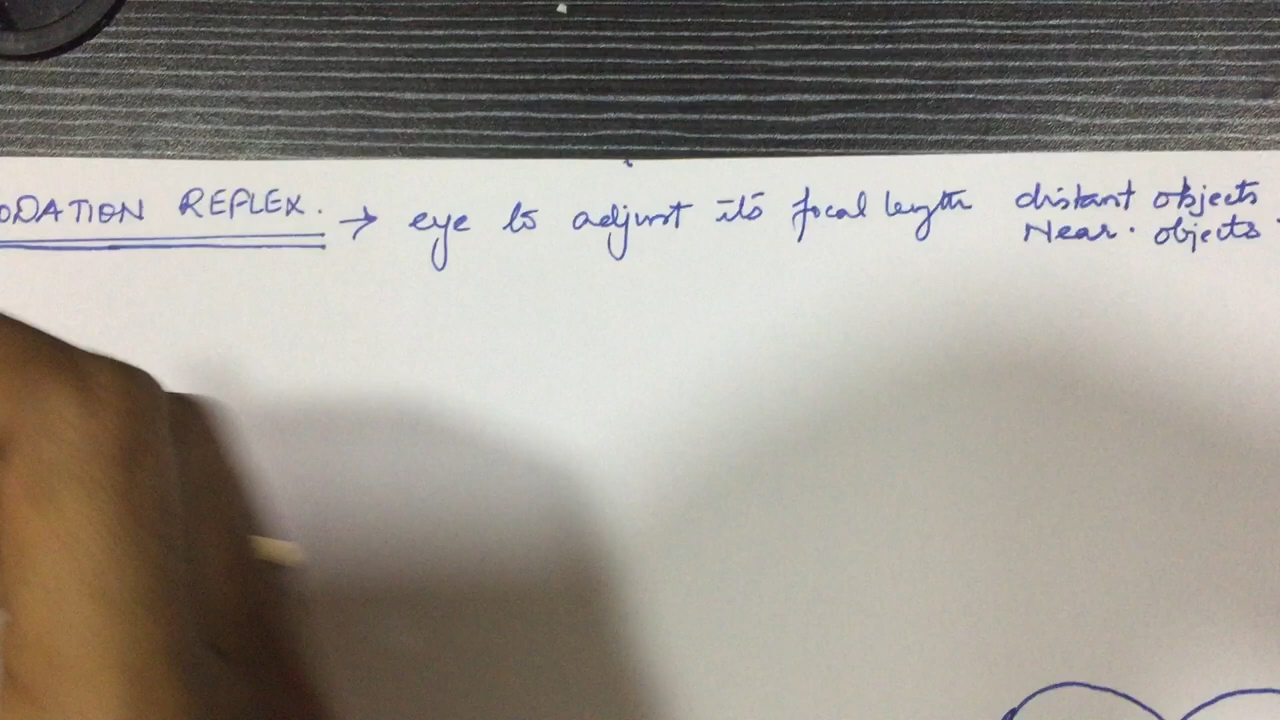 ODATION REFLEX. → eye to adjust its focal length distant objects
Near. objects